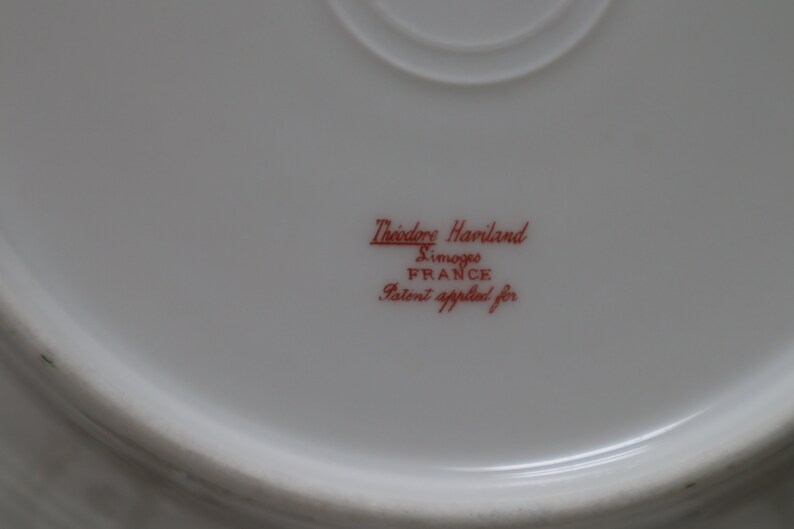 Théodore Haviland
Limoges
FRANCE
Patent applied for